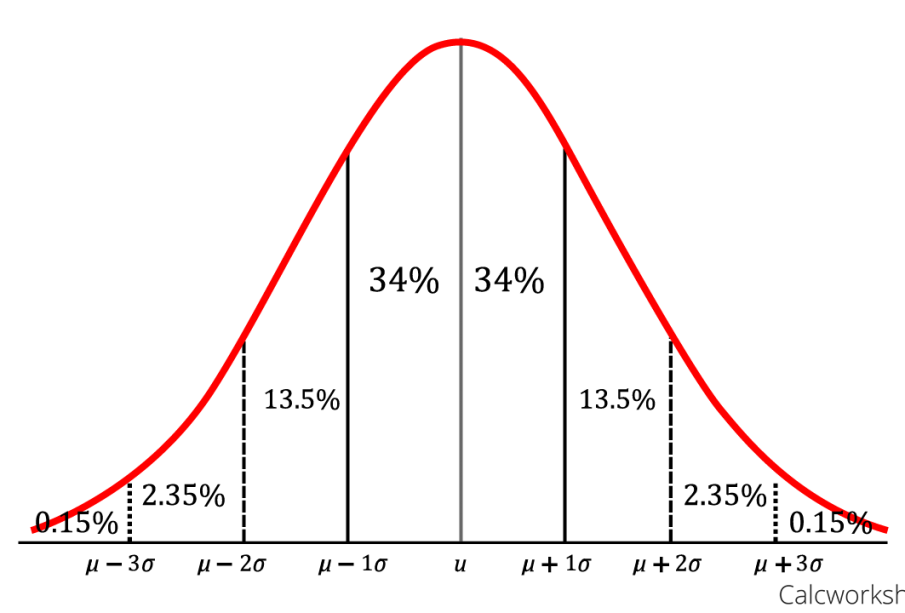 34% 34%
13.5% 13.5%
2.35% 2.35%
0.15% 0.15%
μ − 3σ μ − 2σ μ − 1σ u μ + 1σ μ + 2σ μ + 3σ
Calcworksh